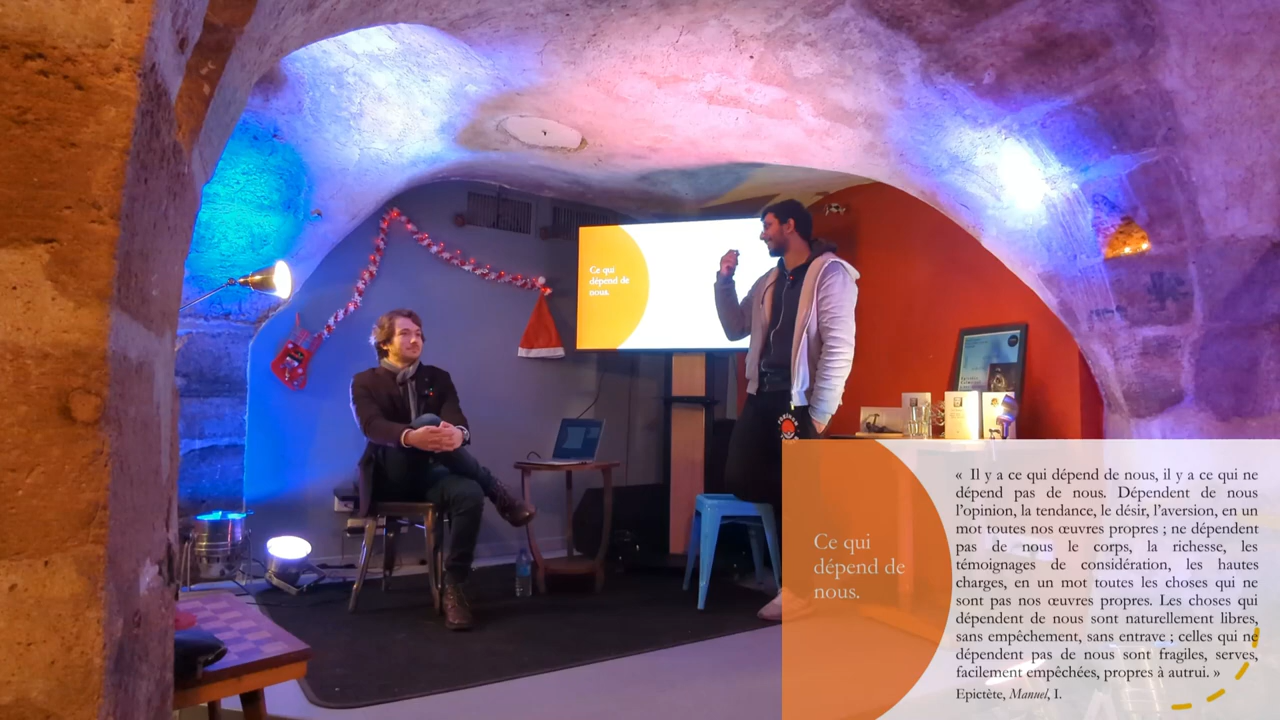 Ce qui
dépend de
nous.
Ce qui
dépend de
nous.
« Il y a ce qui dépend de nous, il y a ce qui ne
dépend pas de nous. Dépendent de nous
l’opinion, la tendance, le désir, l’aversion, en un
mot toutes nos œuvres propres ; ne dépendent
pas de nous le corps, la richesse, les
témoignages de considération, les hautes
charges, en un mot toutes les choses qui ne
sont pas nos œuvres propres. Les choses qui
dépendent de nous sont naturellement libres,
sans empêchement, sans entrave ; celles qui ne
dépendent pas de nous sont fragiles, serves,
facilement empêchées, propres à autrui. »
Epictète, Manuel, I.